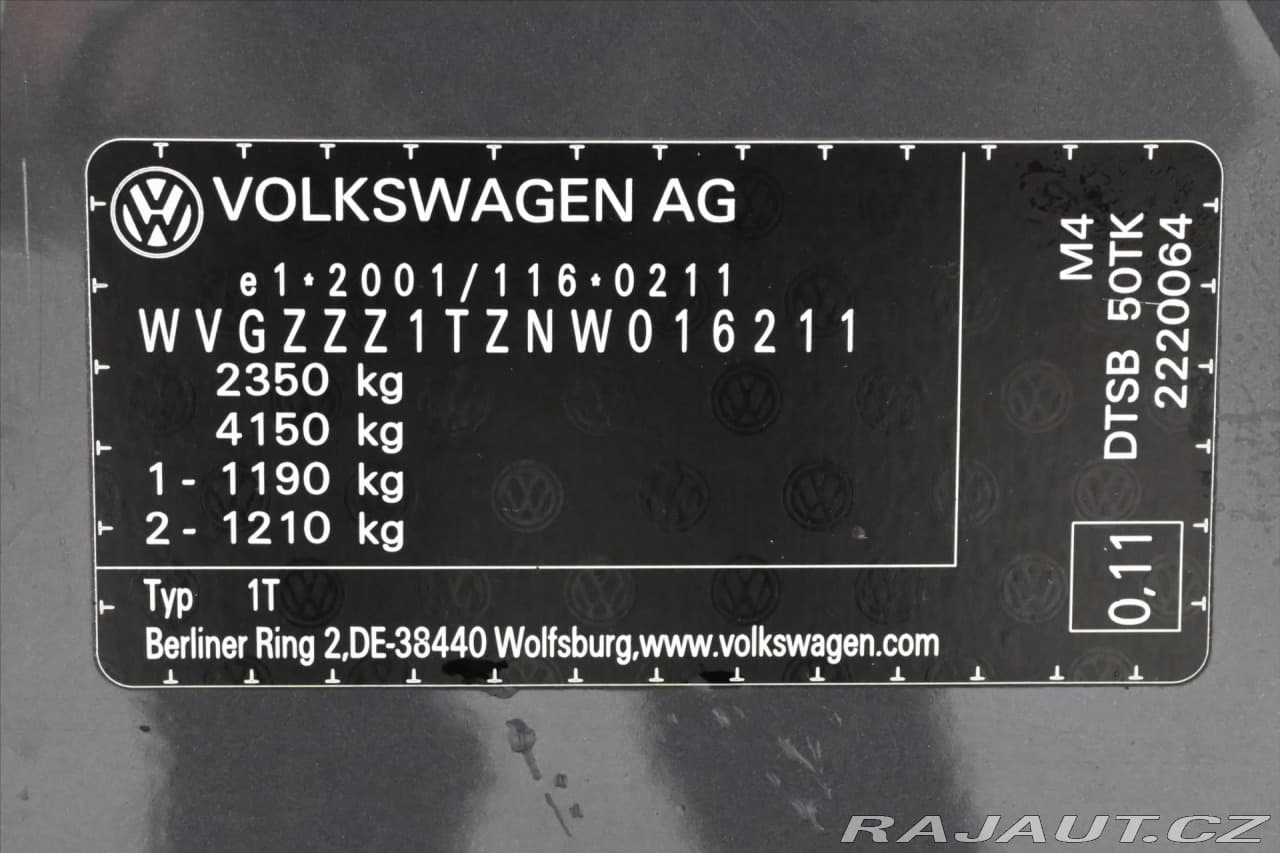 VOLKSWAGEN AG
e1*2001/116*0211
WVGZZZ1TZNW016211
2350 kg
4150 kg
1- 1190 kg
2- 1210 kg
Typ 1T
Berliner Ring 2,DE-38440 Wolfsburg,www.volkswagen.com
M4
DTSB 50TK
2220064
0,11
RAJAUT.CZ